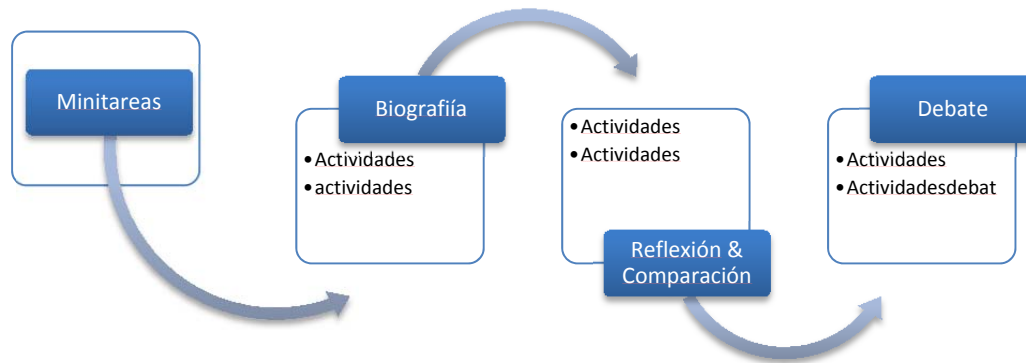 Minitareas
Biografiía
• Actividades
• actividades
• Actividades
• Actividades
Reflexión &
Comparación
Debate
• Actividades
• Actividadesdebat